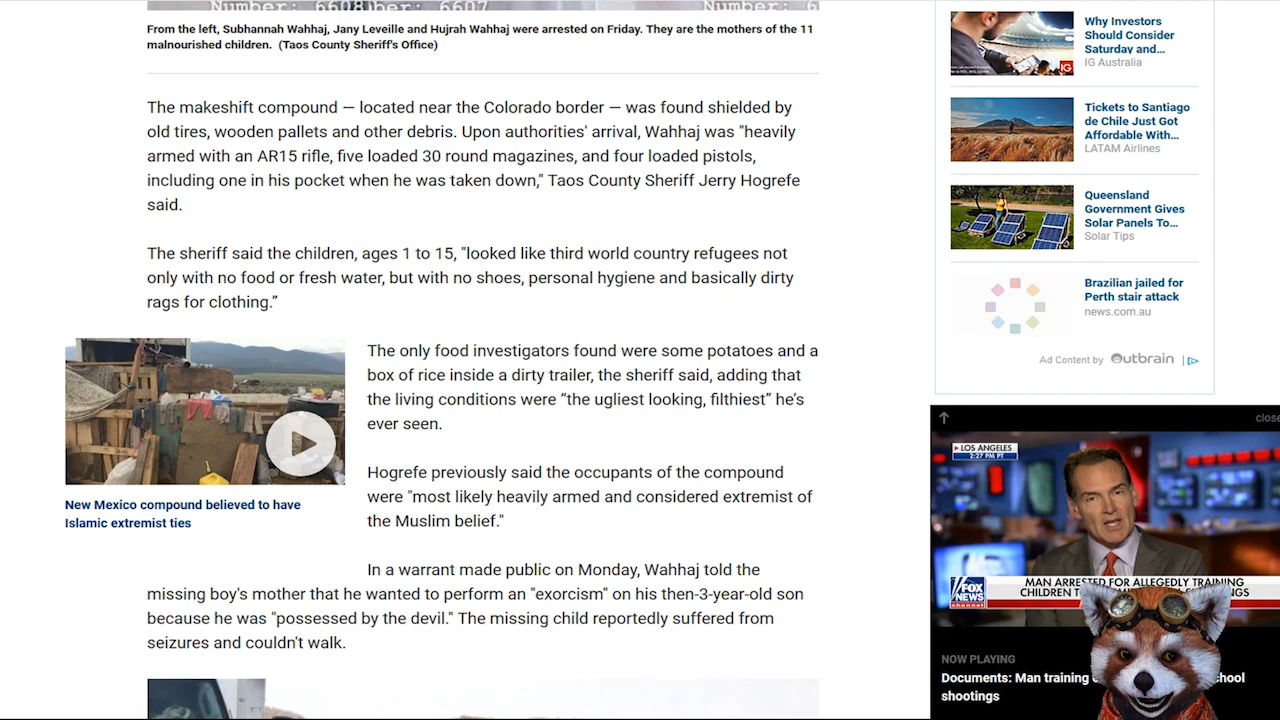 Number: 6608
ber: 6607
Number: 6
From the left, Subhannah Wahhaj, Jany Leveille and Hujrah Wahhaj were arrested on Friday. They are the mothers of the 11
malnourished children. (Taos County Sheriff's Office)
The makeshift compound — located near the Colorado border — was found shielded by
old tires, wooden pallets and other debris. Upon authorities' arrival, Wahhaj was "heavily
armed with an AR15 rifle, five loaded 30 round magazines, and four loaded pistols,
including one in his pocket when he was taken down," Taos County Sheriff Jerry Hogrefe
said.
The sheriff said the children, ages 1 to 15, "looked like third world country refugees not
only with no food or fresh water, but with no shoes, personal hygiene and basically dirty
rags for clothing.”
The only food investigators found were some potatoes and a
box of rice inside a dirty trailer, the sheriff said, adding that
the living conditions were “the ugliest looking, filthiest” he’s
ever seen.
New Mexico compound believed to have
Islamic extremist ties
Hogrefe previously said the occupants of the compound
were "most likely heavily armed and considered extremist of
the Muslim belief."
In a warrant made public on Monday, Wahhaj told the
missing boy's mother that he wanted to perform an "exorcism" on his then-3-year-old son
because he was "possessed by the devil." The missing child reportedly suffered from
seizures and couldn't walk.
Why Investors
Should Consider
Saturday and…
IG Australia
IG
Tickets to Santiago
de Chile Just Got
Affordable With…
LATAM Airlines
Queensland
Government Gives
Solar Panels To…
Solar Tips
Brazilian jailed for
Perth stair attack
news.com.au
Ad Content by Outbrain
close
LOS ANGELES
2:27 PM PT
FOX
NEWS
channel
MAN ARRESTED FOR ALLEGEDLY TRAINING
CHILDREN
NGS
NOW PLAYING
Documents: Man training
hool
shootings